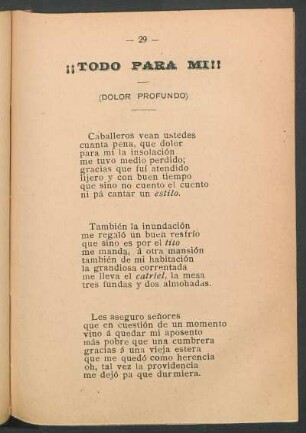 — 29 —
¡¡TODO PARA MI!!
(DOLOR PROFUNDO)
Caballeros vean ustedes
cuanta pena, que dolor
para mí la insolación
me tuvo medio perdido;
gracias que fuí atendido
lijero y con buen tiempo
que sino no cuento el cuento
ni pá cantar un estilo.
También la inundación
me regaló un buen resfrío
que sino es por el tito
me manda, á otra mansión
también de mi habitación
la grandiosa correntada
me lleva el catriel, la mesa
tres fundas y dos almohadas.
Les aseguro señores
que en cuestión de un momento
vino á quedar mi aposento
más pobre que una cumbrera
gracias á una vieja estera
que me quedó como herencia
oh, tal vez la providencia
me dejó pa que durmiera.